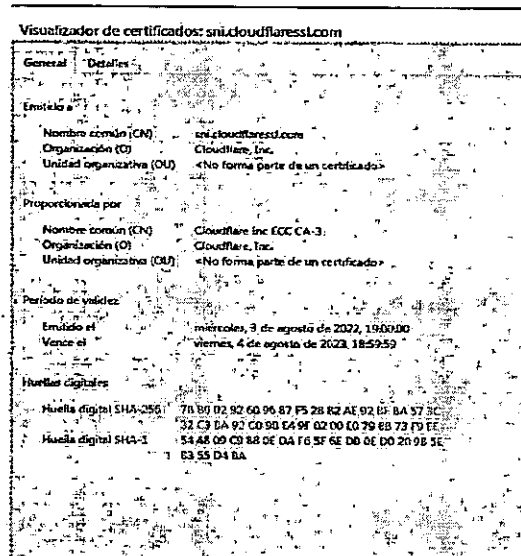 Visualizador de certificados: sni.cloudflaressl.com
General Detalles
Emitido a
Nombre común (CN) sni.cloudflaressl.com
Organización (O) Cloudflare, Inc.
Unidad organizativa (OU) <No forma parte de un certificado>
Proporcionada por
Nombre común (CN) Cloudflare Inc ECC CA-3
Organización (O) Cloudflare, Inc.
Unidad organizativa (OU) <No forma parte de un certificado>
Período de validez
Emitido el miércoles, 3 de agosto de 2022, 19:00:00
Vence el viernes, 4 de agosto de 2023, 18:59:59
Huellas digitales
Huella digital SHA-256
Huella digital SHA-1